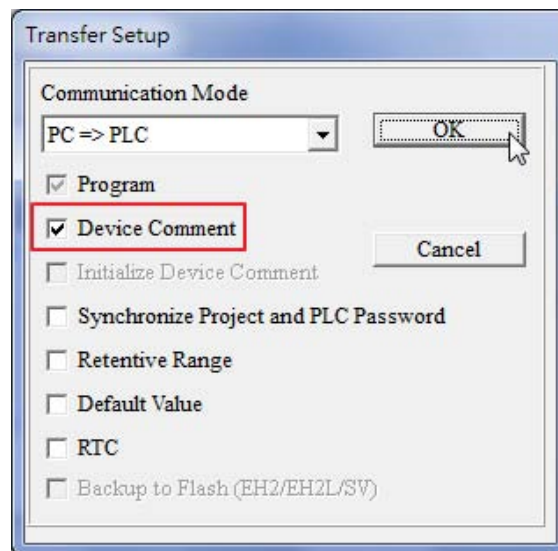 Transfer Setup
Communication Mode
PC => PLC
OK
Program
Device Comment
Cancel
Initialize Device Comment
Synchronize Project and PLC Password
Retentive Range
Default Value
RTC
Backup to Flash (EH2/EH2L/SV)